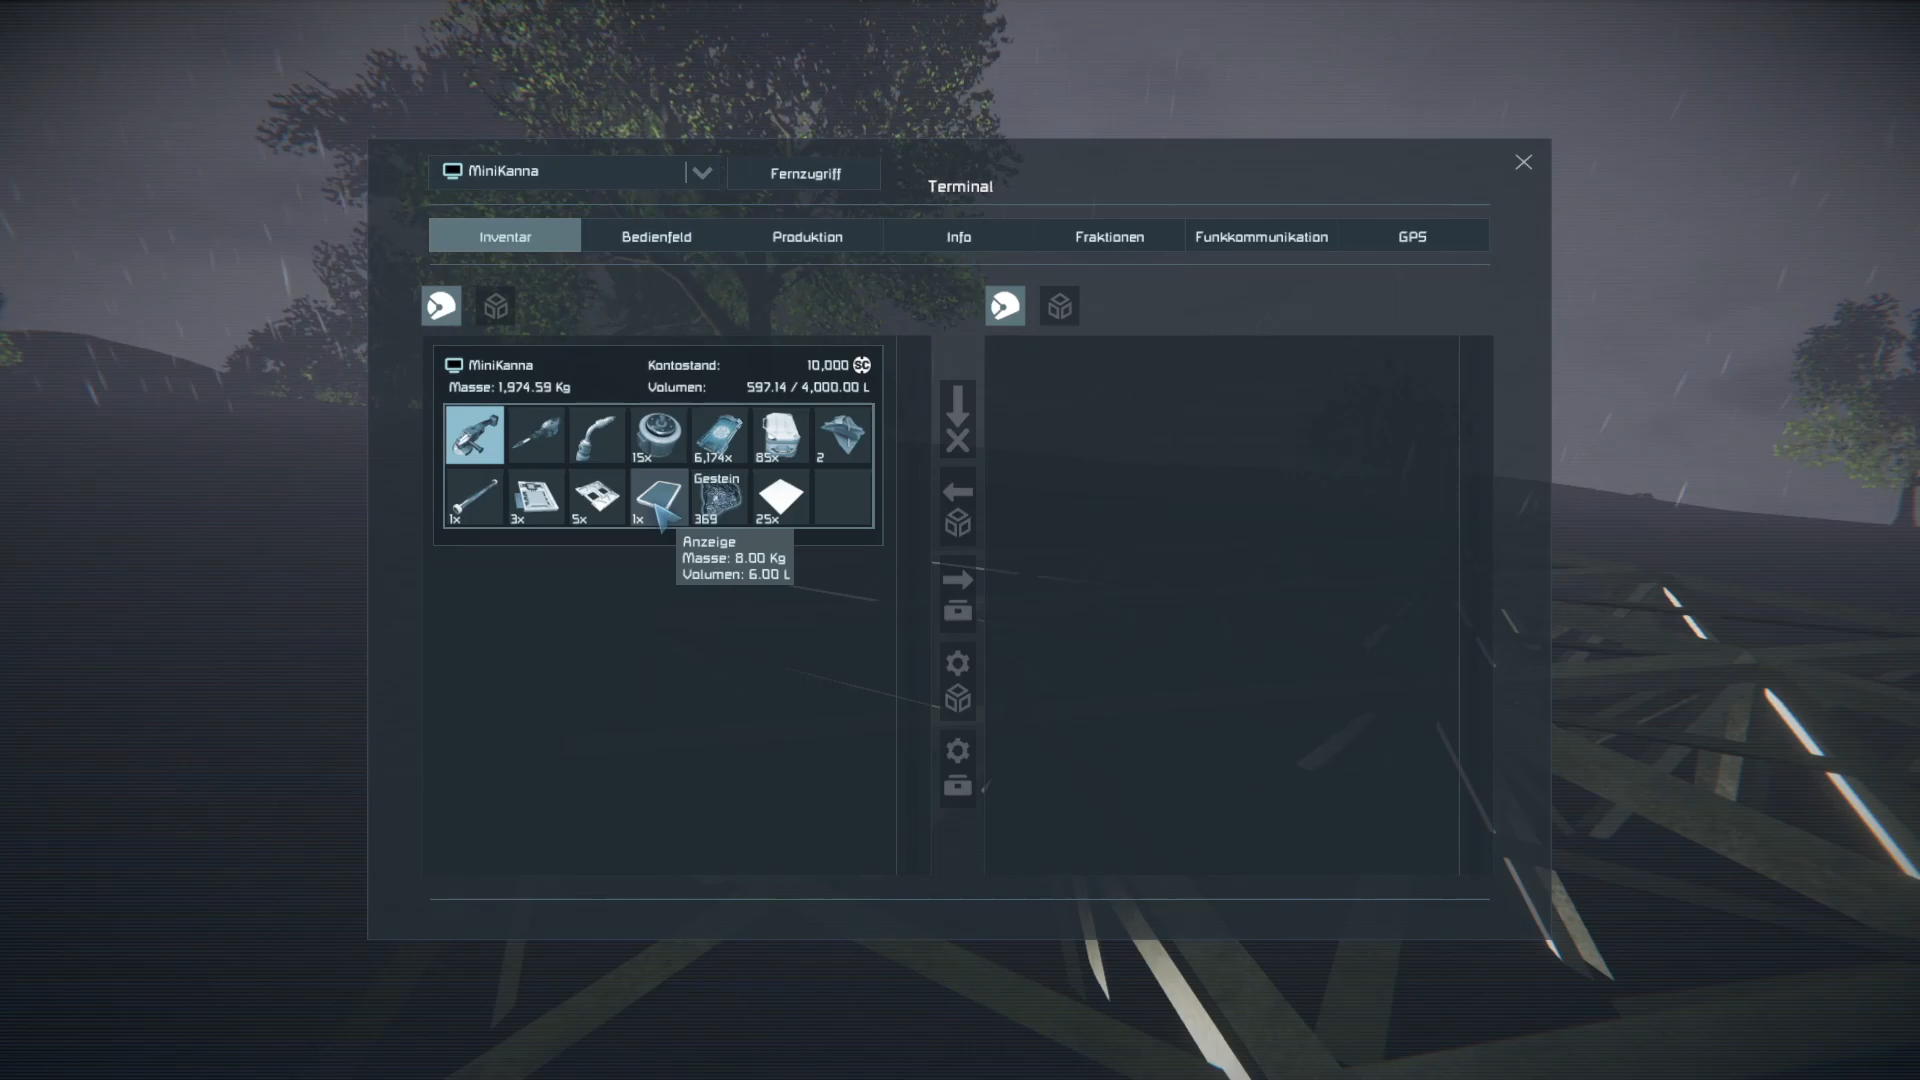 MiniKanna
Fernzugriff
Terminal
Inventar
Bedienfeld
Produktion
Info
Fraktionen
Funkkommunikation
GPS
MiniKanna
Kontostand:
10,000 SC
Masse: 1,974.59 Kg
Volumen:
597.14 / 4,000.00 L
15x
6,174x
85x
2
1x
3x
5x
1x
Gestein
369
25x
Anzeige
Masse: 8.00 Kg
Volumen: 6.00 L